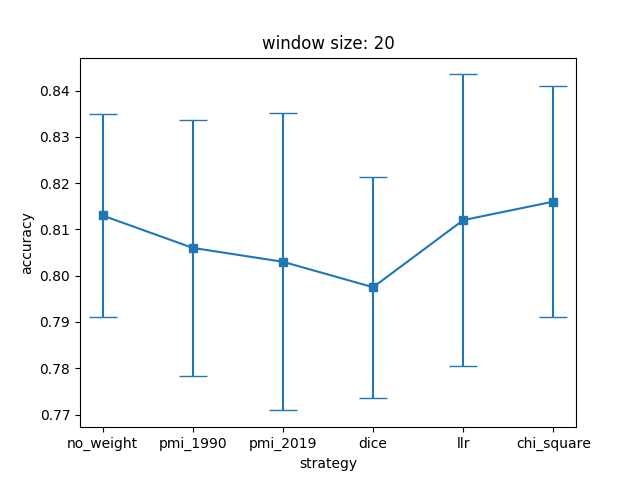 window size: 20
accuracy
0.84
0.83
0.82
0.81
0.80
0.79
0.78
0.77
no_weight pmi_1990 pmi_2019 dice llr chi_square
strategy